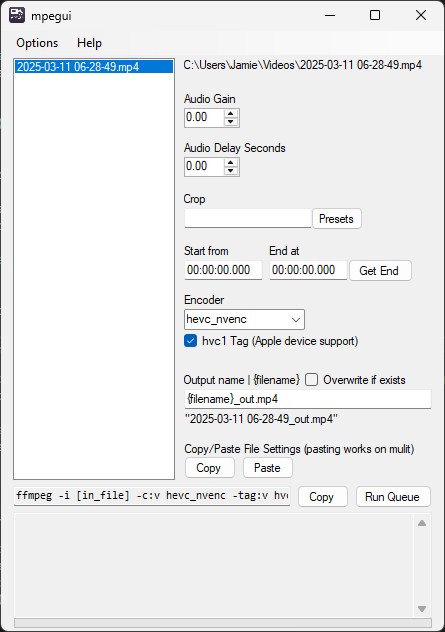 mpegui
Options Help
2025-03-11 06-28-49.mp4
C:\Users\Jamie\Videos\2025-03-11 06-28-49.mp4
Audio Gain
0.00
Audio Delay Seconds
0.00
Crop
Presets
Start from End at
00:00:00.000 00:00:00.000 Get End
Encoder
hevc_nvenc
hvc1 Tag (Apple device support)
Output name | {filename} Overwrite if exists
{filename}_out.mp4
"2025-03-11 06-28-49_out.mp4"
Copy/Paste File Settings (pasting works on mulit)
Copy Paste
ffmpeg -i [in_file] -c:v hevc_nvenc -tag:v hv Copy Run Queue